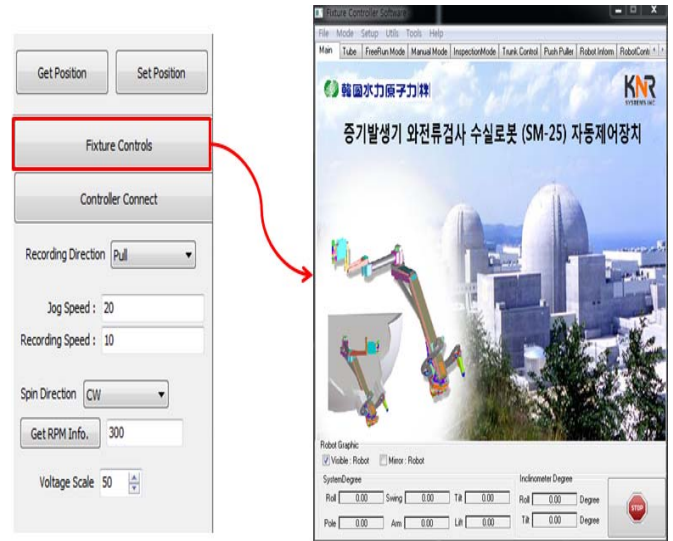 Get Position Set Position
Fixture Controls
Controller Connect
Recording Direction Pull
Jog Speed : 20
Recording Speed : 10
Spin Direction CW
Get RPM Info. 300
Voltage Scale 50
Fixture Controller Software
File Mode Setup Utils Tools Help
Main Tube FreeRun Mode Manual Mode InspectionMode Trunk Control Push Puller Robot Inform RobotContr
韓国水力原子力㈱
KNR
SYSTEMS INC
증기발생기 와전류검사 수실로봇 (SM-25) 자동제어장치
Robot Graphic
Visible : Robot Mirror : Robot
SystemDegree
Roll 0.00 Swing 0.00 Tilt 0.00
Pole 0.00 Arm 0.00 Lift 0.00
Inclinometer Degree
Roll 0.00 Degree
Tilt 0.00 Degree
STOP